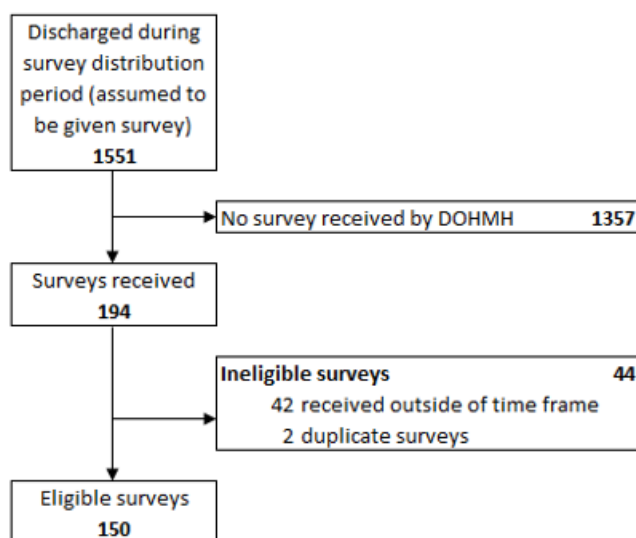 Discharged during
survey distribution
period (assumed to
be given survey)
1551
No survey received by DOHMH 1357
Surveys received
194
Ineligible surveys 44
42 received outside of time frame
2 duplicate surveys
Eligible surveys
150